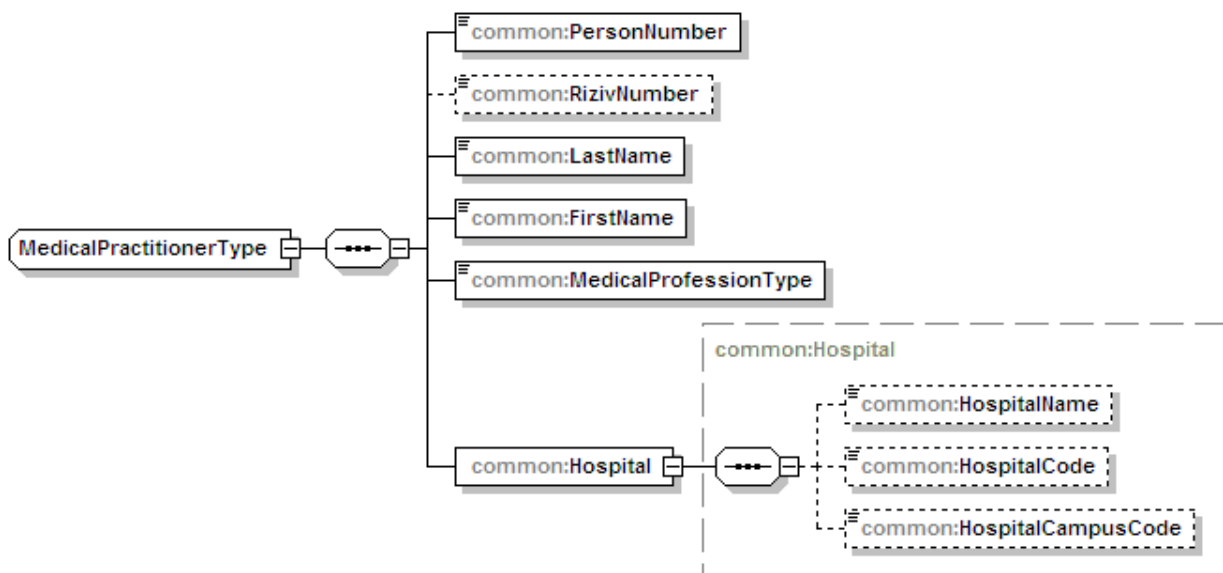 common:PersonNumber
common:RizivNumber
common:LastName
common:FirstName
MedicalPractitionerType
common:MedicalProfessionType
common:Hospital
common:HospitalName
common:Hospital
common:HospitalCode
common:HospitalCampusCode